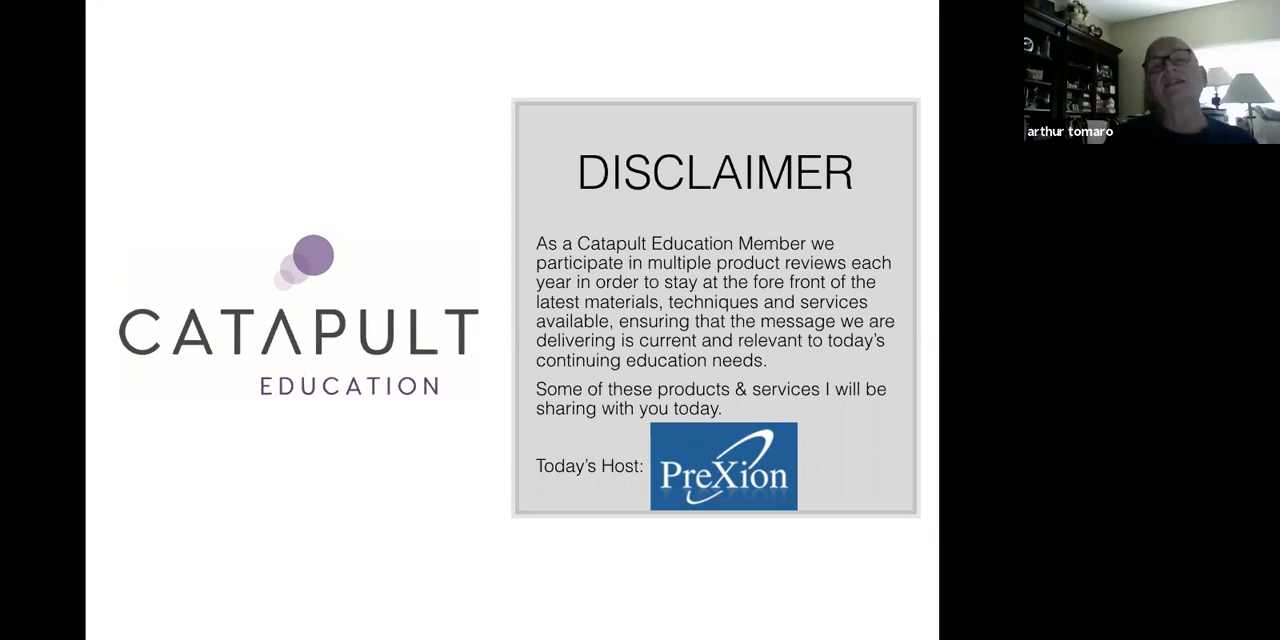 CATAPULT
EDUCATION
DISCLAIMER
As a Catapult Education Member we
participate in multiple product reviews each
year in order to stay at the fore front of the
latest materials, techniques and services
available, ensuring that the message we are
delivering is current and relevant to today's
continuing education needs.
Some of these products & services I will be
sharing with you today.
Today's Host:
PreXion
arthur tomaro